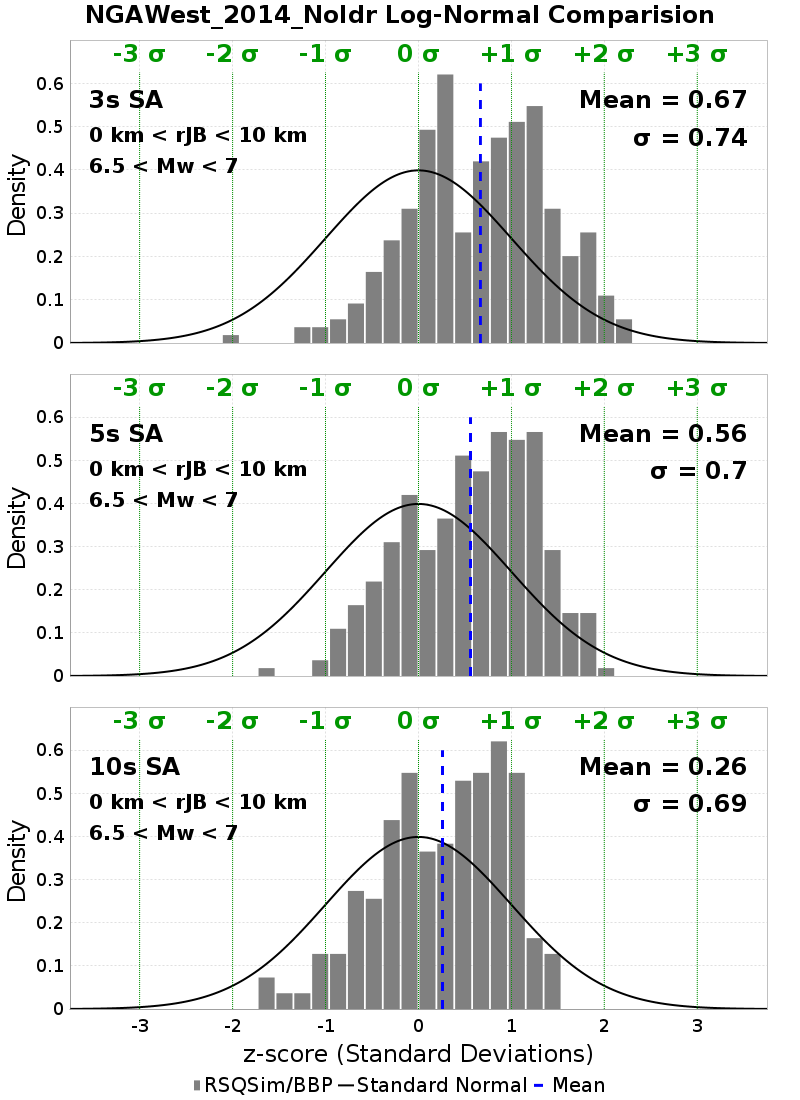 NGAWest_2014_NoIdr Log-Normal Comparision
-3 σ -2 σ -1 σ 0 σ +1 σ +2 σ +3 σ
0.6
3s SA Mean = 0.67
0.5
0 km < rJB < 10 km σ = 0.74
6.5 < Mw < 7
0.4
Density
0.3
0.2
0.1
0
-3 σ -2 σ -1 σ 0 σ +1 σ +2 σ +3 σ
0.6
5s SA Mean = 0.56
0.5
0 km < rJB < 10 km σ = 0.7
6.5 < Mw < 7
0.4
Density
0.3
0.2
0.1
0
-3 σ -2 σ -1 σ 0 σ +1 σ +2 σ +3 σ
0.6
10s SA Mean = 0.26
0.5
0 km < rJB < 10 km σ = 0.69
6.5 < Mw < 7
0.4
Density
0.3
0.2
0.1
0
-3 -2 -1 0 1 2 3
z-score (Standard Deviations)
RSQSim/BBP Standard Normal Mean